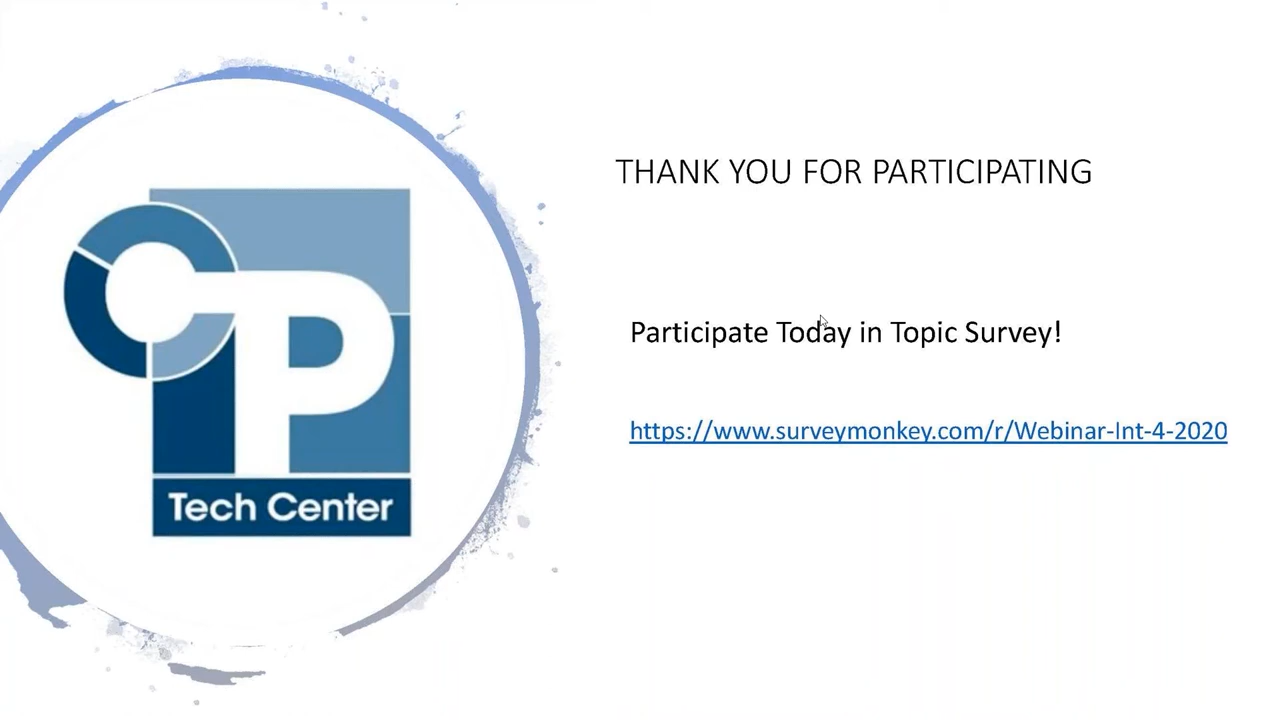 CP
Tech Center
THANK YOU FOR PARTICIPATING
Participate Today in Topic Survey!
https://www.surveymonkey.com/r/Webinar-Int-4-2020